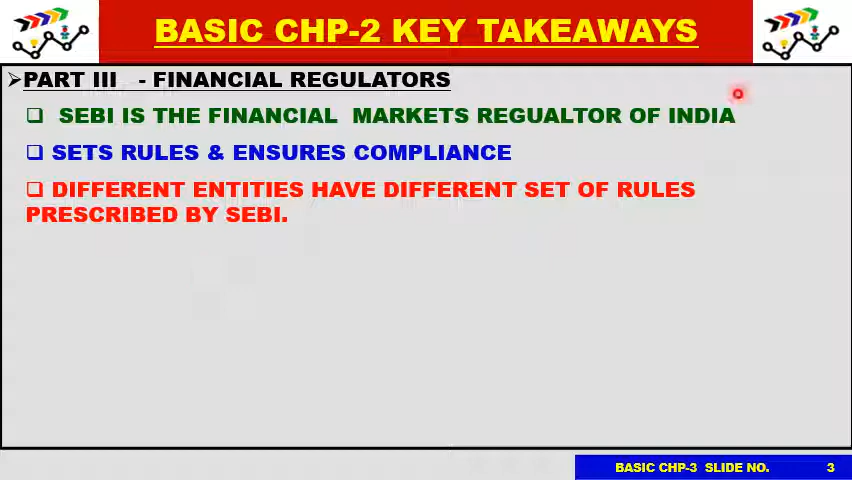 BASIC CHP-2 KEY TAKEAWAYS
PART III - FINANCIAL REGULATORS
SEBI IS THE FINANCIAL MARKETS REGUALTOR OF INDIA
SETS RULES & ENSURES COMPLIANCE
DIFFERENT ENTITIES HAVE DIFFERENT SET OF RULES
PRESCRIBED BY SEBI.
BASIC CHP-3 SLIDE NO. 3